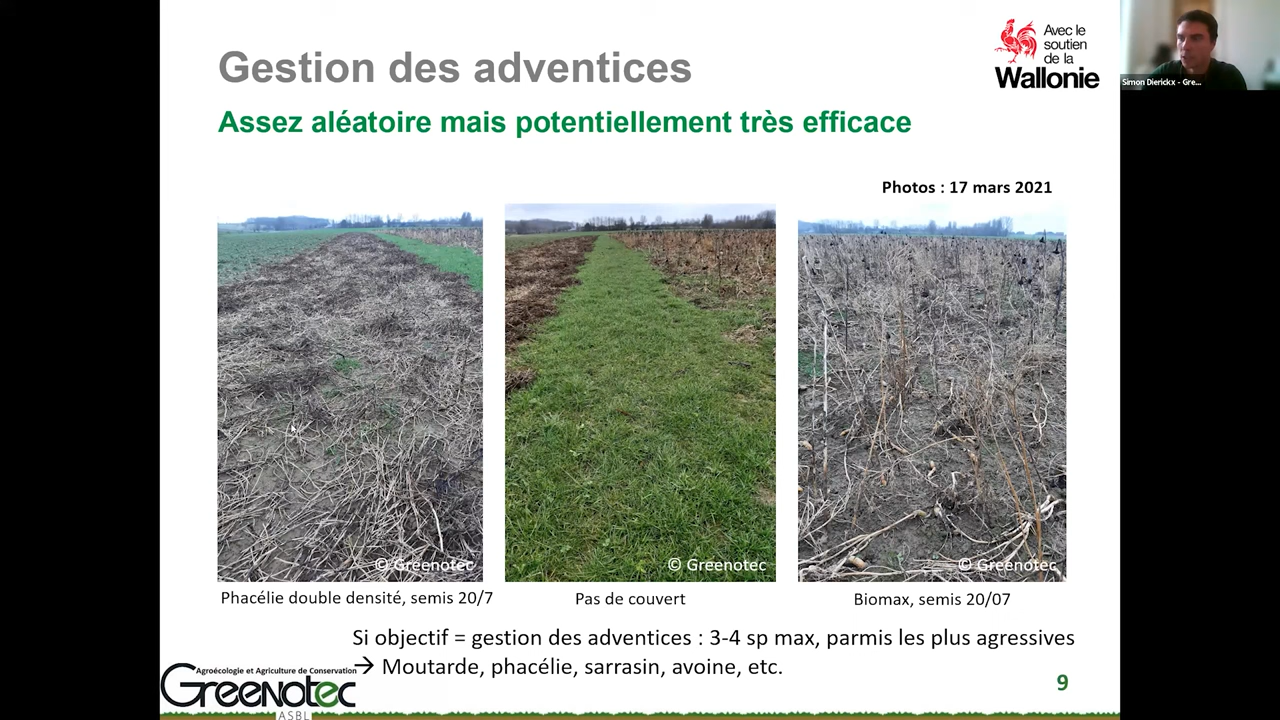 Gestion des adventices
Avec le
soutien
de la
Wallonie
Simon Dierickx - Gre...
Assez aléatoire mais potentiellement très efficace
Photos : 17 mars 2021
© Greenotec
© Greenotec
© Greenotec
Phacélie double densité, semis 20/7
Pas de couvert
Biomax, semis 20/07
Si objectif = gestion des adventices : 3-4 sp max, parmis les plus agressives
→ Moutarde, phacélie, sarrasin, avoine, etc.
Agroécologie et Agriculture de Conservation
Greenotec
ASBL
9